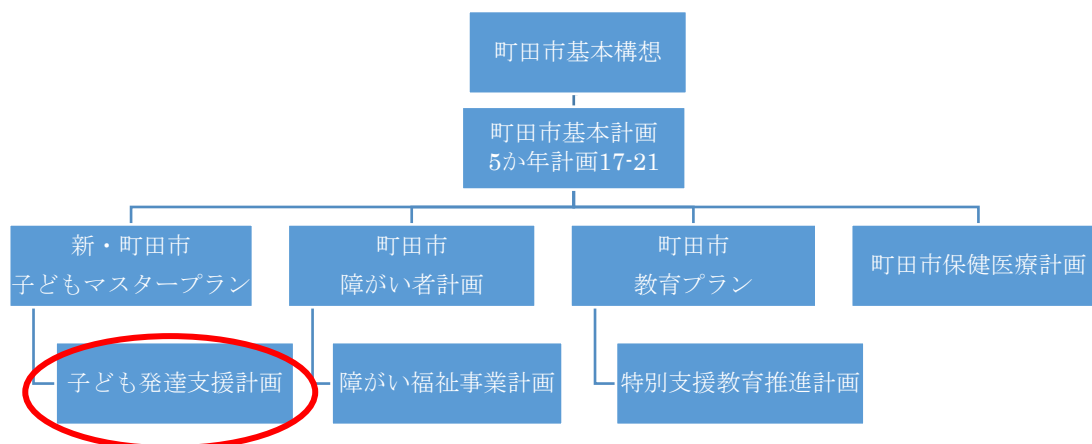 町田市基本構想
町田市基本計画
5か年計画17-21
新・町田市
子どもマスタープラン
町田市
障がい者計画
町田市
教育プラン
町田市保健医療計画
子ども発達支援計画
障がい福祉事業計画
特別支援教育推進計画